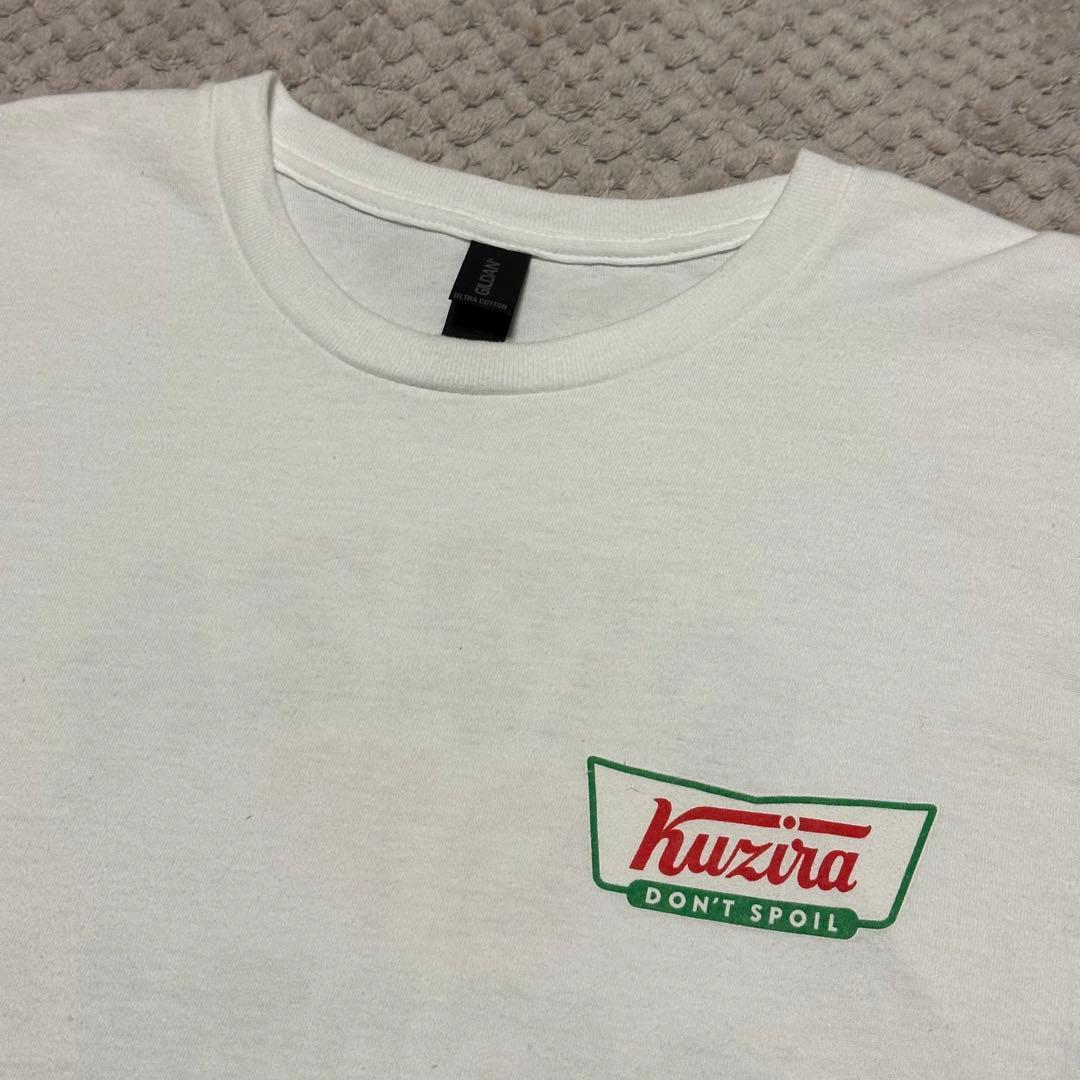 GILDAN®
ULTRA COTTON
Kuzira
DON'T SPOIL